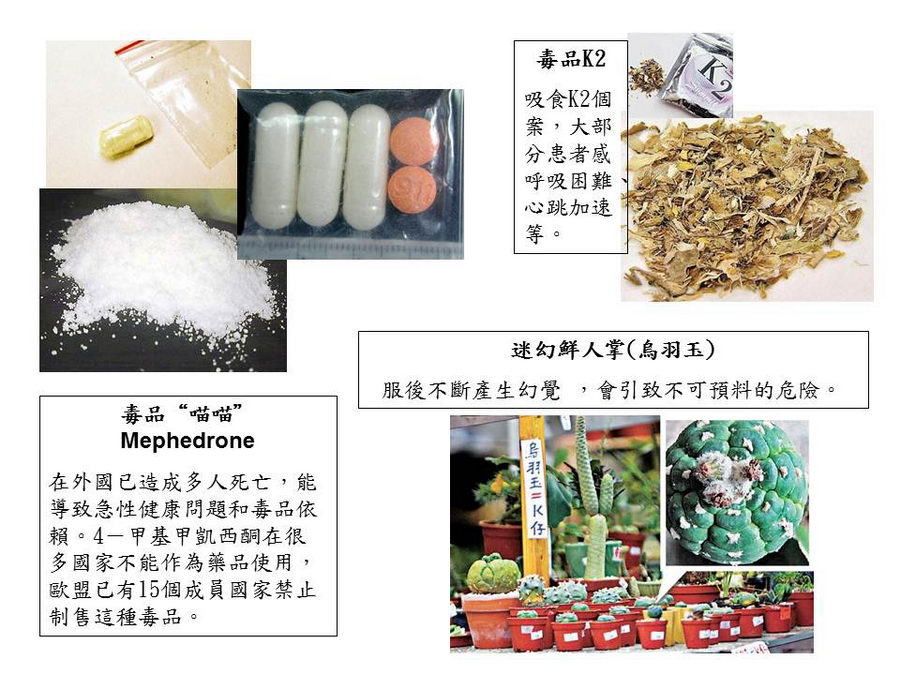 毒品K2
吸食K2個
案，大部
分患者感
呼吸困難、
心跳加速
等。
K2
迷幻鮮人掌(烏羽玉)
服後不斷產生幻覺 ，會引致不可預料的危險。
毒品“喵喵”
Mephedrone
在外國已造成多人死亡，能
導致急性健康問題和毒品依
賴。4－甲基甲凱西酮在很
多國家不能作為藥品使用，
歐盟已有15個成員國家禁止
制售這種毒品。
烏羽玉=K仔